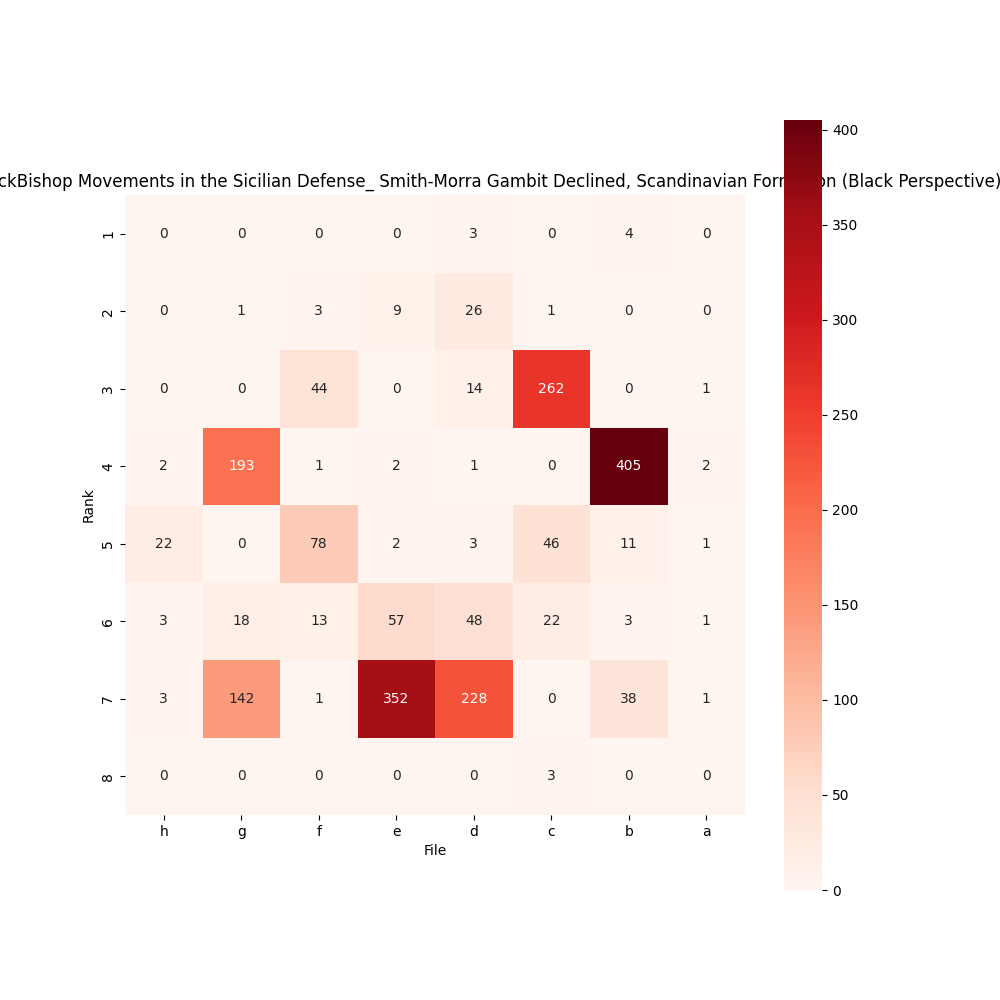 ckBishop Movements in the Sicilian Defense_ Smith-Morra Gambit Declined, Scandinavian (Black Perspective)
400
350
300
250
200
150
100
50
0
1 0 0 0 0 3 0 4 0
2 0 1 3 9 26 1 0 0
3 0 0 44 0 14 262 0 1
4 2 193 1 2 1 0 405 2
5 22 0 78 2 3 46 11 1
6 3 18 13 57 48 22 3 1
7 3 142 1 352 228 0 38 1
8 0 0 0 0 0 3 0 0
Rank
h g f e d c b a
File